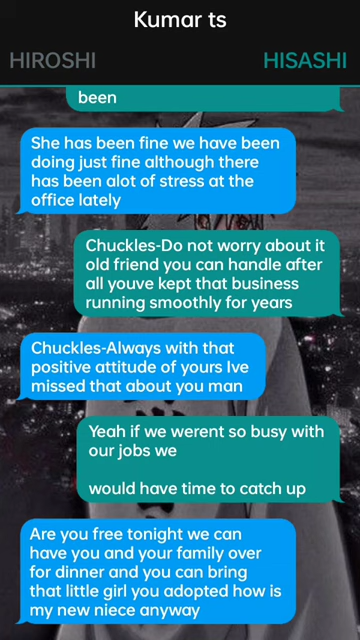 Kumar ts
HIROSHI
HISASHI
been
She has been fine we have been
doing just fine although there
has been alot of stress at the
office lately
Chuckles-Do not worry about it
old friend you can handle after
all youve kept that business
running smoothly for years
Chuckles-Always with that
positive attitude of yours Ive
missed that about you man
Yeah if we werent so busy with
our jobs we
would have time to catch up
Are you free tonight we can
have you and your family over
for dinner and you can bring
that little girl you adopted how is
my new niece anyway